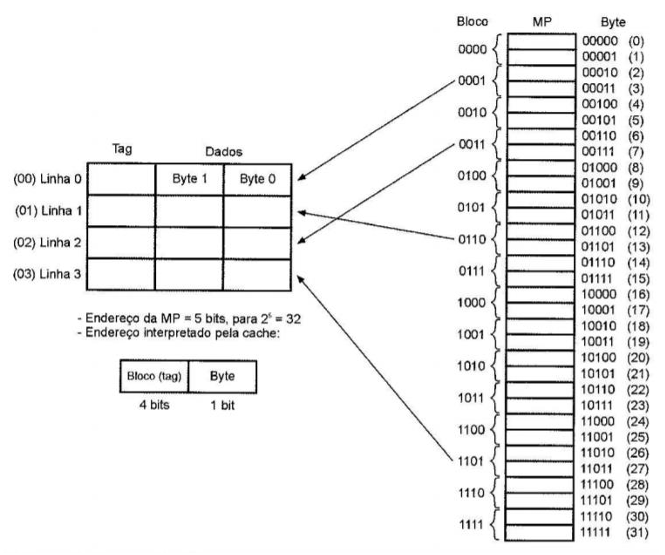 Bloco MP Byte
0000 00000 (0)
00001 (1)
0001 00010 (2)
00011 (3)
0010 00100 (4)
00101 (5)
0011 00110 (6)
00111 (7)
0100 01000 (8)
01001 (9)
0101 01010 (10)
01011 (11)
0110 01100 (12)
01101 (13)
0111 01110 (14)
01111 (15)
1000 10000 (16)
10001 (17)
1001 10010 (18)
10011 (19)
1010 10100 (20)
10101 (21)
1011 10110 (22)
10111 (23)
1100 11000 (24)
11001 (25)
1101 11010 (26)
11011 (27)
1110 11100 (28)
11101 (29)
1111 11110 (30)
11111 (31)
Tag Dados
(00) Linha 0 Byte 1 Byte 0
(01) Linha 1
(02) Linha 2
(03) Linha 3
- Endereço da MP = 5 bits, para 2⁵ = 32
- Endereço interpretado pela cache:
Bloco (tag) Byte
4 bits 1 bit